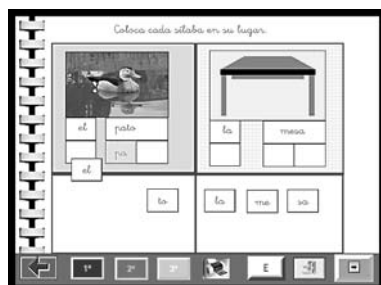 Coloca cada sílaba en su lugar.
el pato
la mesa
pa
el
to
la me sa
1º 2º 3º E